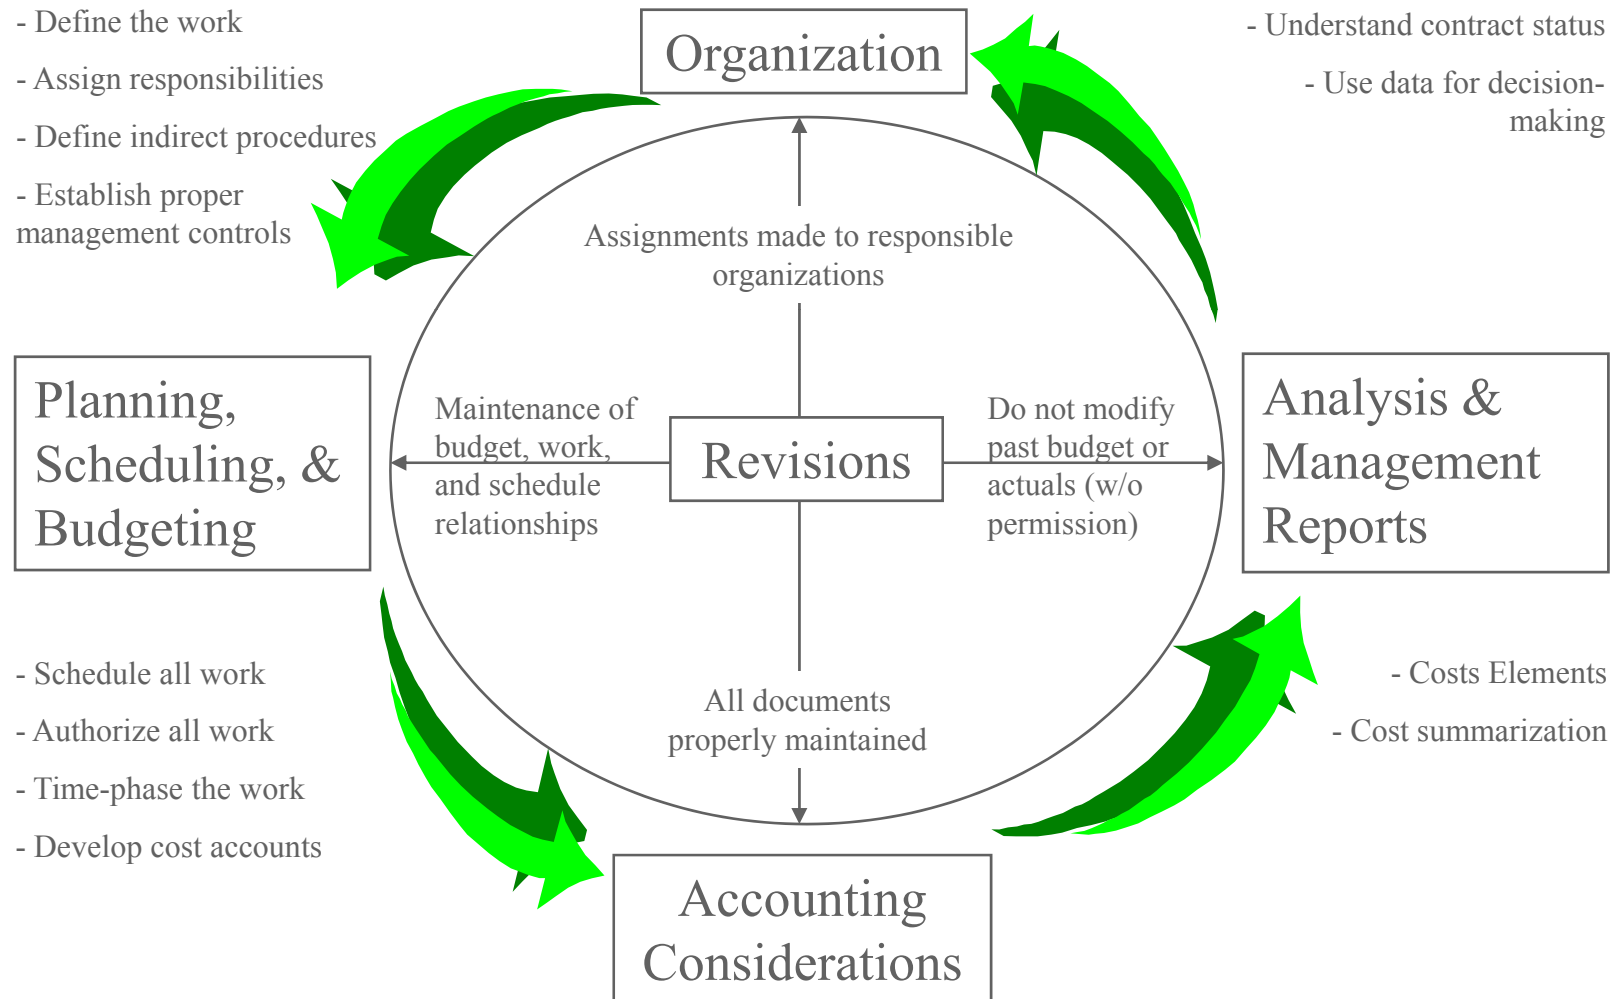 - Define the work
- Assign responsibilities
- Define indirect procedures
- Establish proper
management controls
Organization
- Understand contract status
- Use data for decision-
making
Assignments made to responsible
organizations
Planning,
Scheduling, &
Budgeting
Maintenance of
budget, work,
and schedule
relationships
Revisions
Do not modify
past budget or
actuals (w/o
permission)
Analysis &
Management
Reports
- Schedule all work
- Authorize all work
- Time-phase the work
- Develop cost accounts
All documents
properly maintained
- Costs Elements
- Cost summarization
Accounting
Considerations